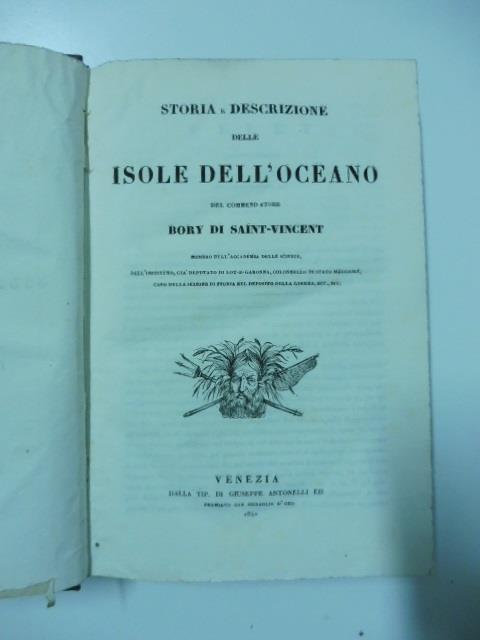 STORIA E DESCRIZIONE
DELLE
ISOLE DELL'OCEANO
DEL COMMENDATORE
BORY DI SAINT-VINCENT
MEMBRO DELL'ACCADEMIA DELLE SCIENZE,
DELL'INSTITUTO, GIA' DEPUTATO DI LOT-E-GARONNA, COLONNELLO DI STATO MAGGIORE,
CAPO DELLA SEZIONE DI STORIA NEL DEPOSITO DELLA GUERRA, ECC., ECC.
VENEZIA
DALLA TIP. DI GIUSEPPE ANTONELLI ED.
PREMIATO CON MEDAGLIE D'ORO